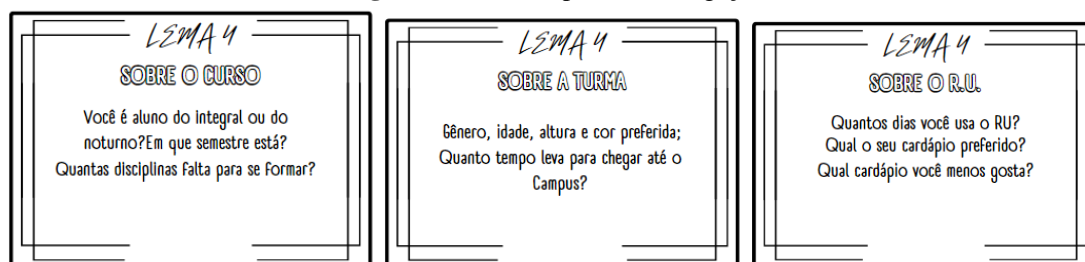 LEMA 4
SOBRE O CURSO
Você é aluno do integral ou do
noturno?Em que semestre está?
Quantas disciplinas falta para se formar?
LEMA 4
SOBRE A TURMA
Gênero, idade, altura e cor preferida;
Quanto tempo leva para chegar até o
Campus?
LEMA 4
SOBRE O R.U.
Quantos dias você usa o RU?
Qual o seu cardápio preferido?
Qual cardápio você menos gosta?